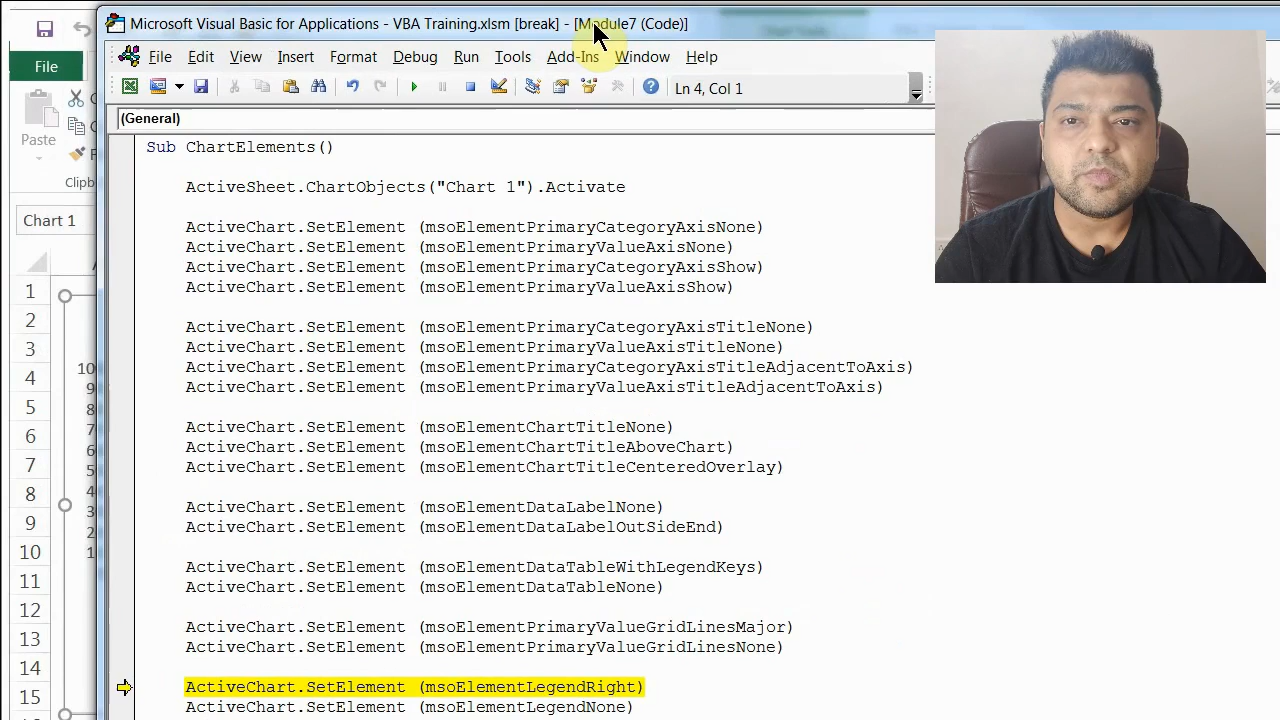 Microsoft Visual Basic for Applications - VBA Training.xlsm [break] - [Module7 (Code)]
File
File Edit View Insert Format Debug Run Tools Add-Ins Window Help
Ln 4, Col 1
Paste
(General)
Clipb
Chart 1
Sub ChartElements()
ActiveSheet.ChartObjects("Chart 1").Activate
ActiveChart.SetElement (msoElementPrimaryCategoryAxisNone)
ActiveChart.SetElement (msoElementPrimaryValueAxisNone)
ActiveChart.SetElement (msoElementPrimaryCategoryAxisShow)
ActiveChart.SetElement (msoElementPrimaryValueAxisShow)
ActiveChart.SetElement (msoElementPrimaryCategoryAxisTitleNone)
ActiveChart.SetElement (msoElementPrimaryValueAxisTitleNone)
ActiveChart.SetElement (msoElementPrimaryCategoryAxisTitleAdjacentToAxis)
ActiveChart.SetElement (msoElementPrimaryValueAxisTitleAdjacentToAxis)
ActiveChart.SetElement (msoElementChartTitleNone)
ActiveChart.SetElement (msoElementChartTitleAboveChart)
ActiveChart.SetElement (msoElementChartTitleCenteredOverlay)
ActiveChart.SetElement (msoElementDataLabelNone)
ActiveChart.SetElement (msoElementDataLabelOutSideEnd)
ActiveChart.SetElement (msoElementDataTableWithLegendKeys)
ActiveChart.SetElement (msoElementDataTableNone)
ActiveChart.SetElement (msoElementPrimaryValueGridLinesMajor)
ActiveChart.SetElement (msoElementPrimaryValueGridLinesNone)
ActiveChart.SetElement (msoElementLegendRight)
ActiveChart.SetElement (msoElementLegendNone)
1
2
3
4
5
6
7
8
9
10
11
12
13
14
15